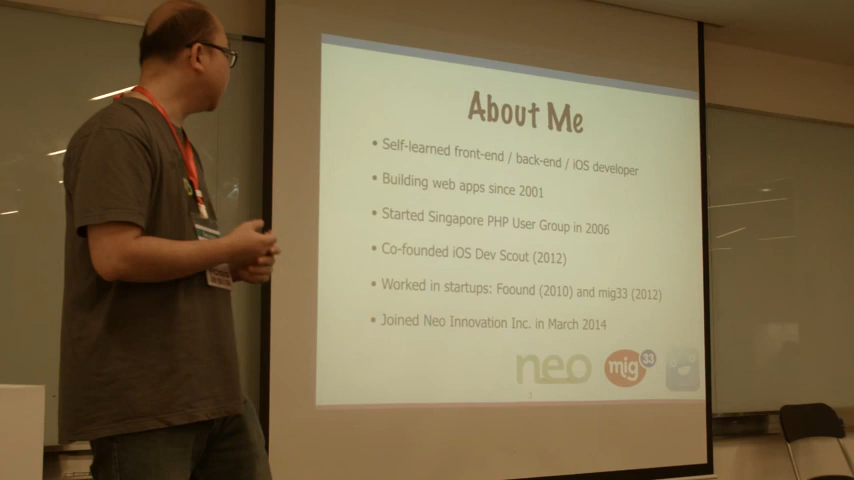 About Me
• Self-learned front-end / back-end / iOS developer
• Building web apps since 2001
• Started Singapore PHP User Group in 2006
• Co-founded iOS Dev Scout (2012)
• Worked in startups: Foound (2010) and mig33 (2012)
• Joined Neo Innovation Inc. in March 2014
neo mig 33